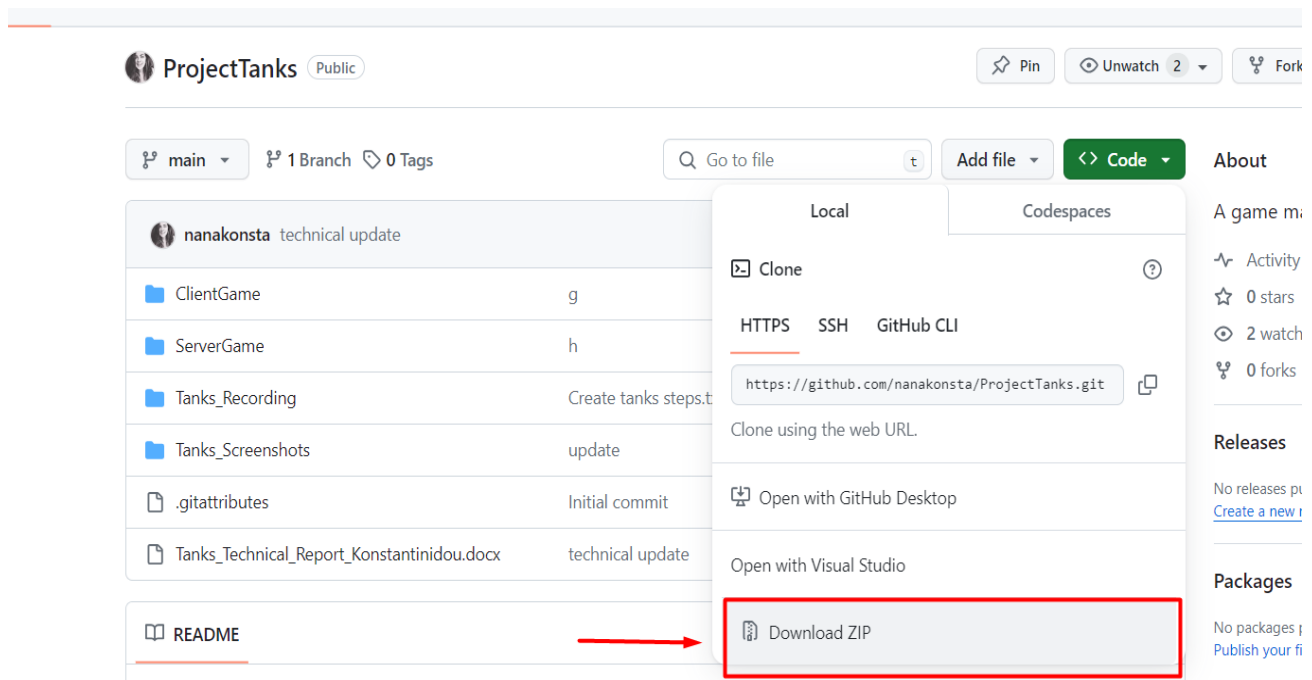 ProjectTanks Public
Pin
Unwatch 2
Fork
main
1 Branch
0 Tags
Go to file t
Add file
Code
nanakonsta technical update
ClientGame g
ServerGame h
Tanks_Recording Create tanks steps.t
Tanks_Screenshots update
.gitattributes Initial commit
Tanks_Technical_Report_Konstantinidou.docx technical update
README
Local
Codespaces
Clone
HTTPS SSH GitHub CLI
https://github.com/nanakonsta/ProjectTanks.git
Clone using the web URL.
Open with GitHub Desktop
Open with Visual Studio
Download ZIP
About
A game ma
Activity
0 stars
2 watch
0 forks
Releases
No releases pu
Create a new r
Packages
No packages p
Publish your fi